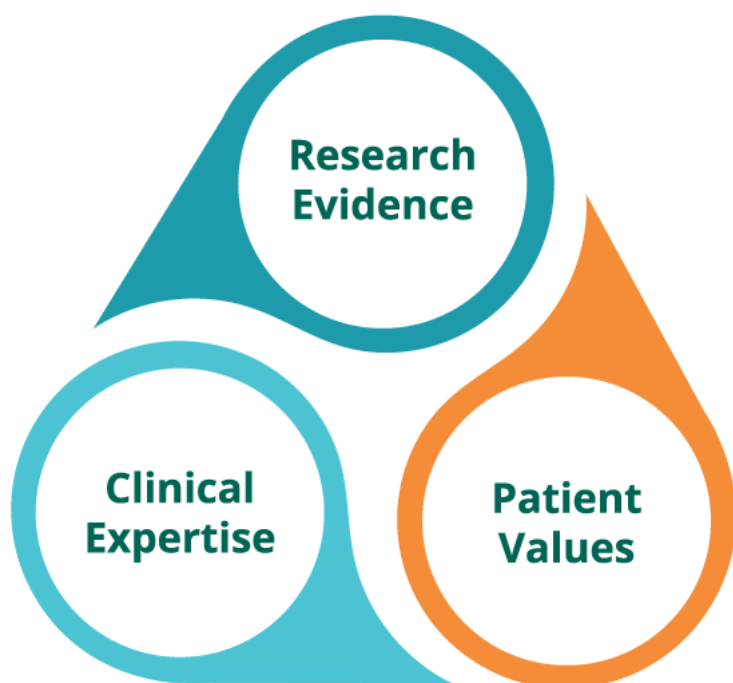 Research
Evidence
Clinical
Expertise
Patient
Values